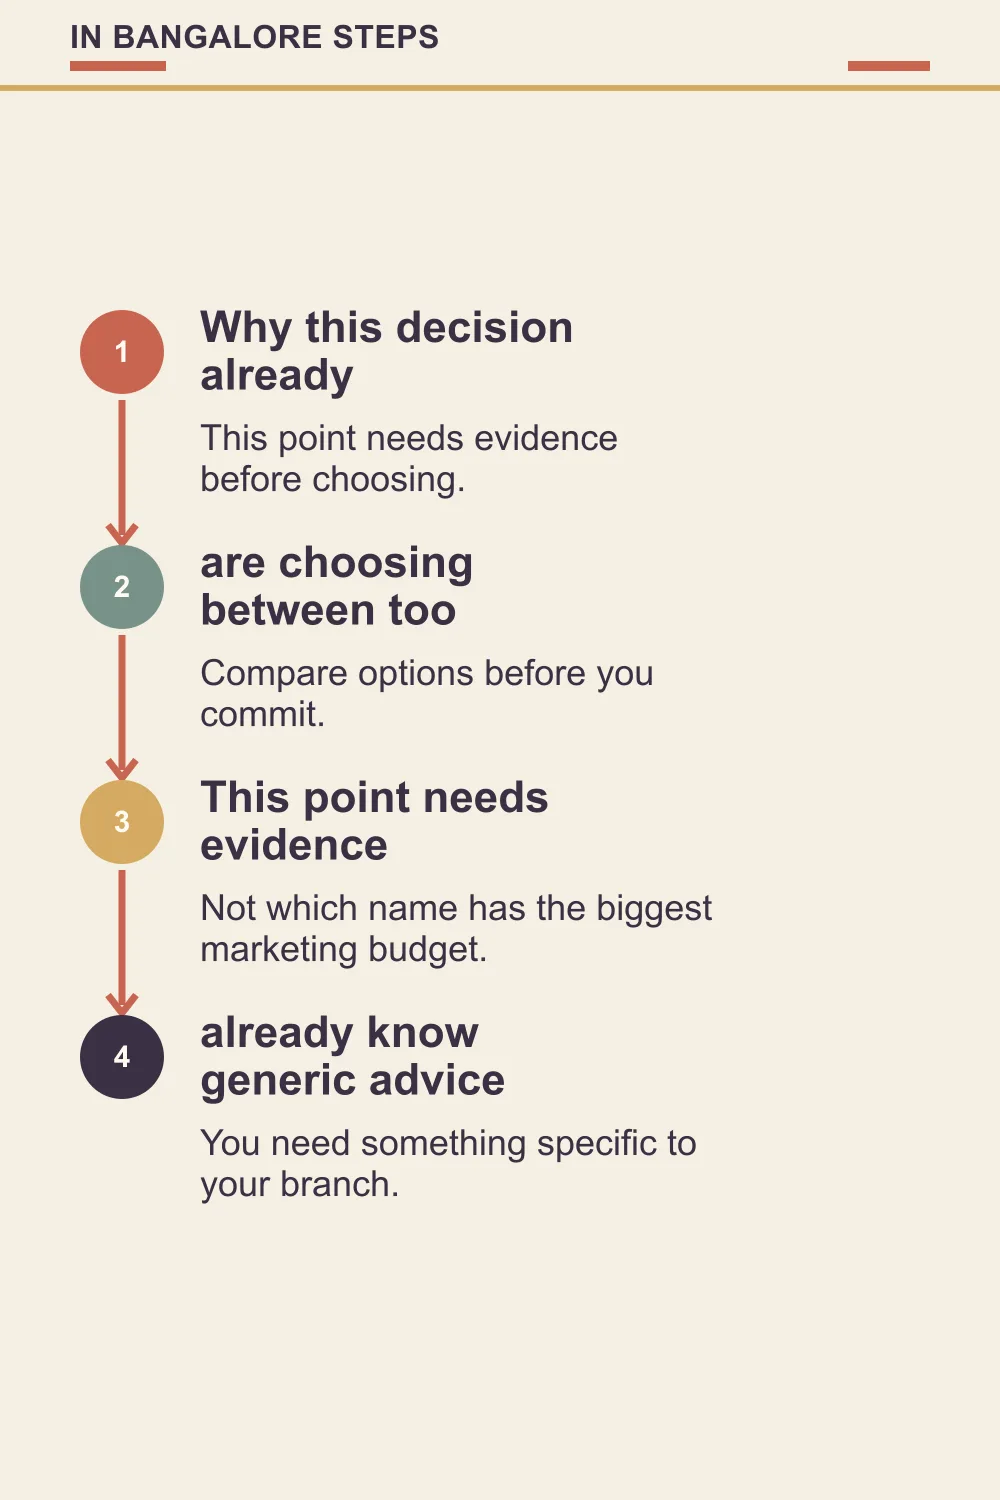 IN BANGALORE STEPS
1
Why this decision
already
This point needs evidence
before choosing.
2
are choosing
between too
Compare options before you
commit.
3
This point needs
evidence
Not which name has the biggest
marketing budget.
4
already know
generic advice
You need something specific to
your branch.